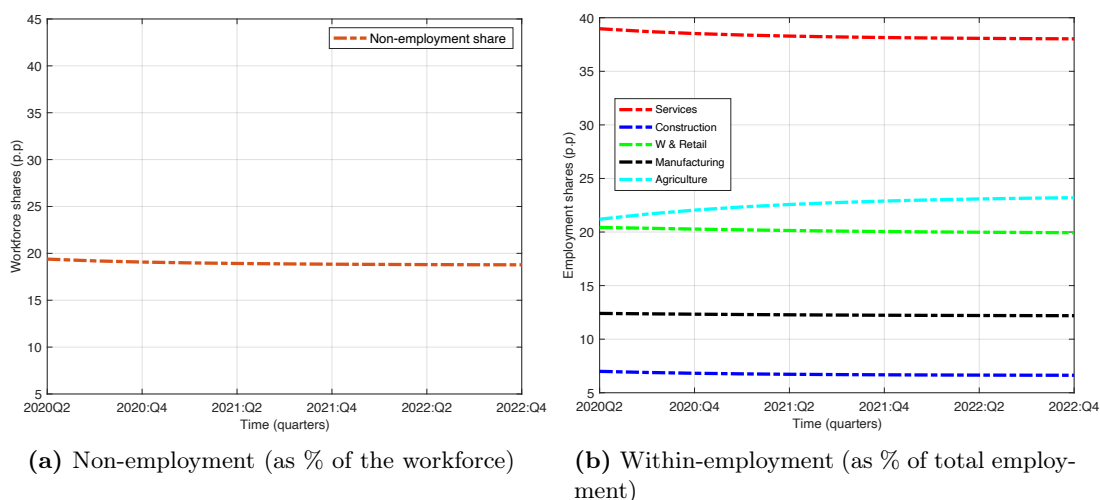 45
40
35
30
25
20
15
10
5
Workforce shares (p.p)
Non-employment share
2020Q2 2020:Q4 2021:Q2 2021:Q4 2022:Q2 2022:Q4
Time (quarters)
(a) Non-employment (as % of the workforce)
40
35
30
25
20
15
10
5
Employment shares (p.p)
Services
Construction
W & Retail
Manufacturing
Agriculture
2020Q2 2020:Q4 2021:Q2 2021:Q4 2022:Q2 2022:Q4
Time (quarters)
(b) Within-employment (as % of total employ-
ment)